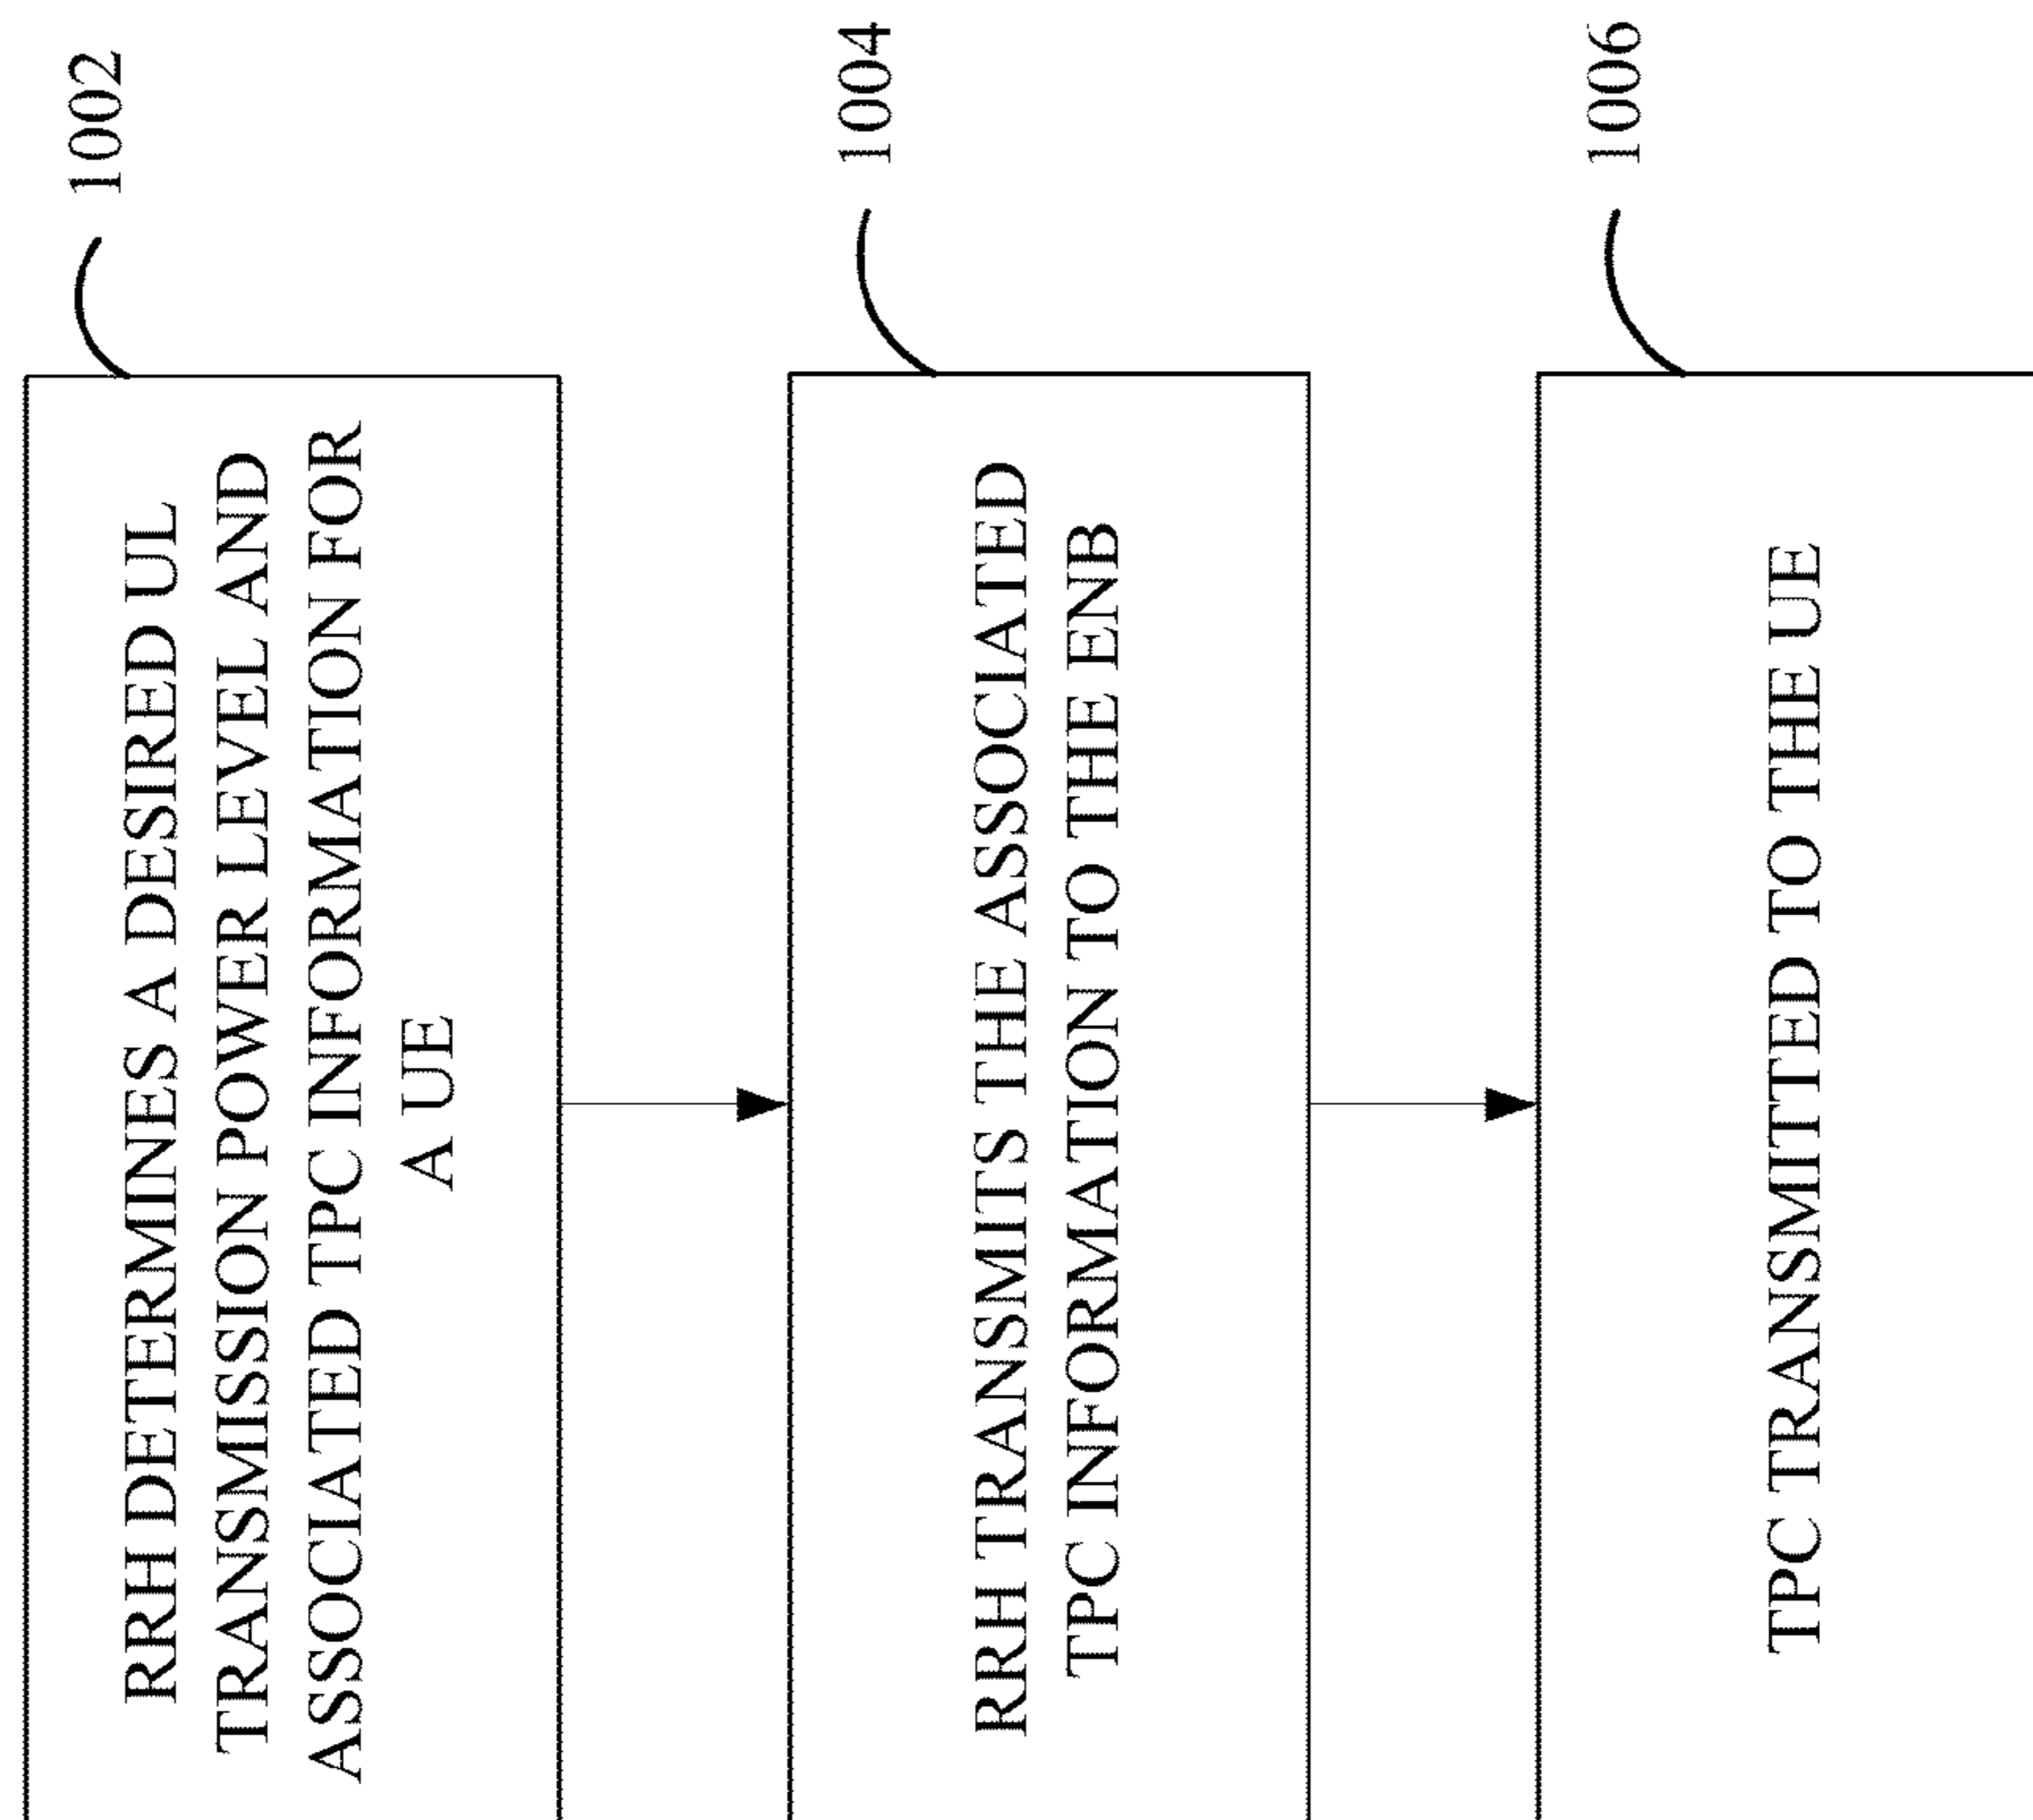 1002
RRH DETERMINES A DESIRED UL
TRANSMISSION POWER LEVEL AND
ASSOCIATED TPC INFORMATION FOR
A UE
1004
RRH TRANSMITS THE ASSOCIATED
TPC INFORMATION TO THE ENB
1006
TPC TRANSMITTED TO THE UE